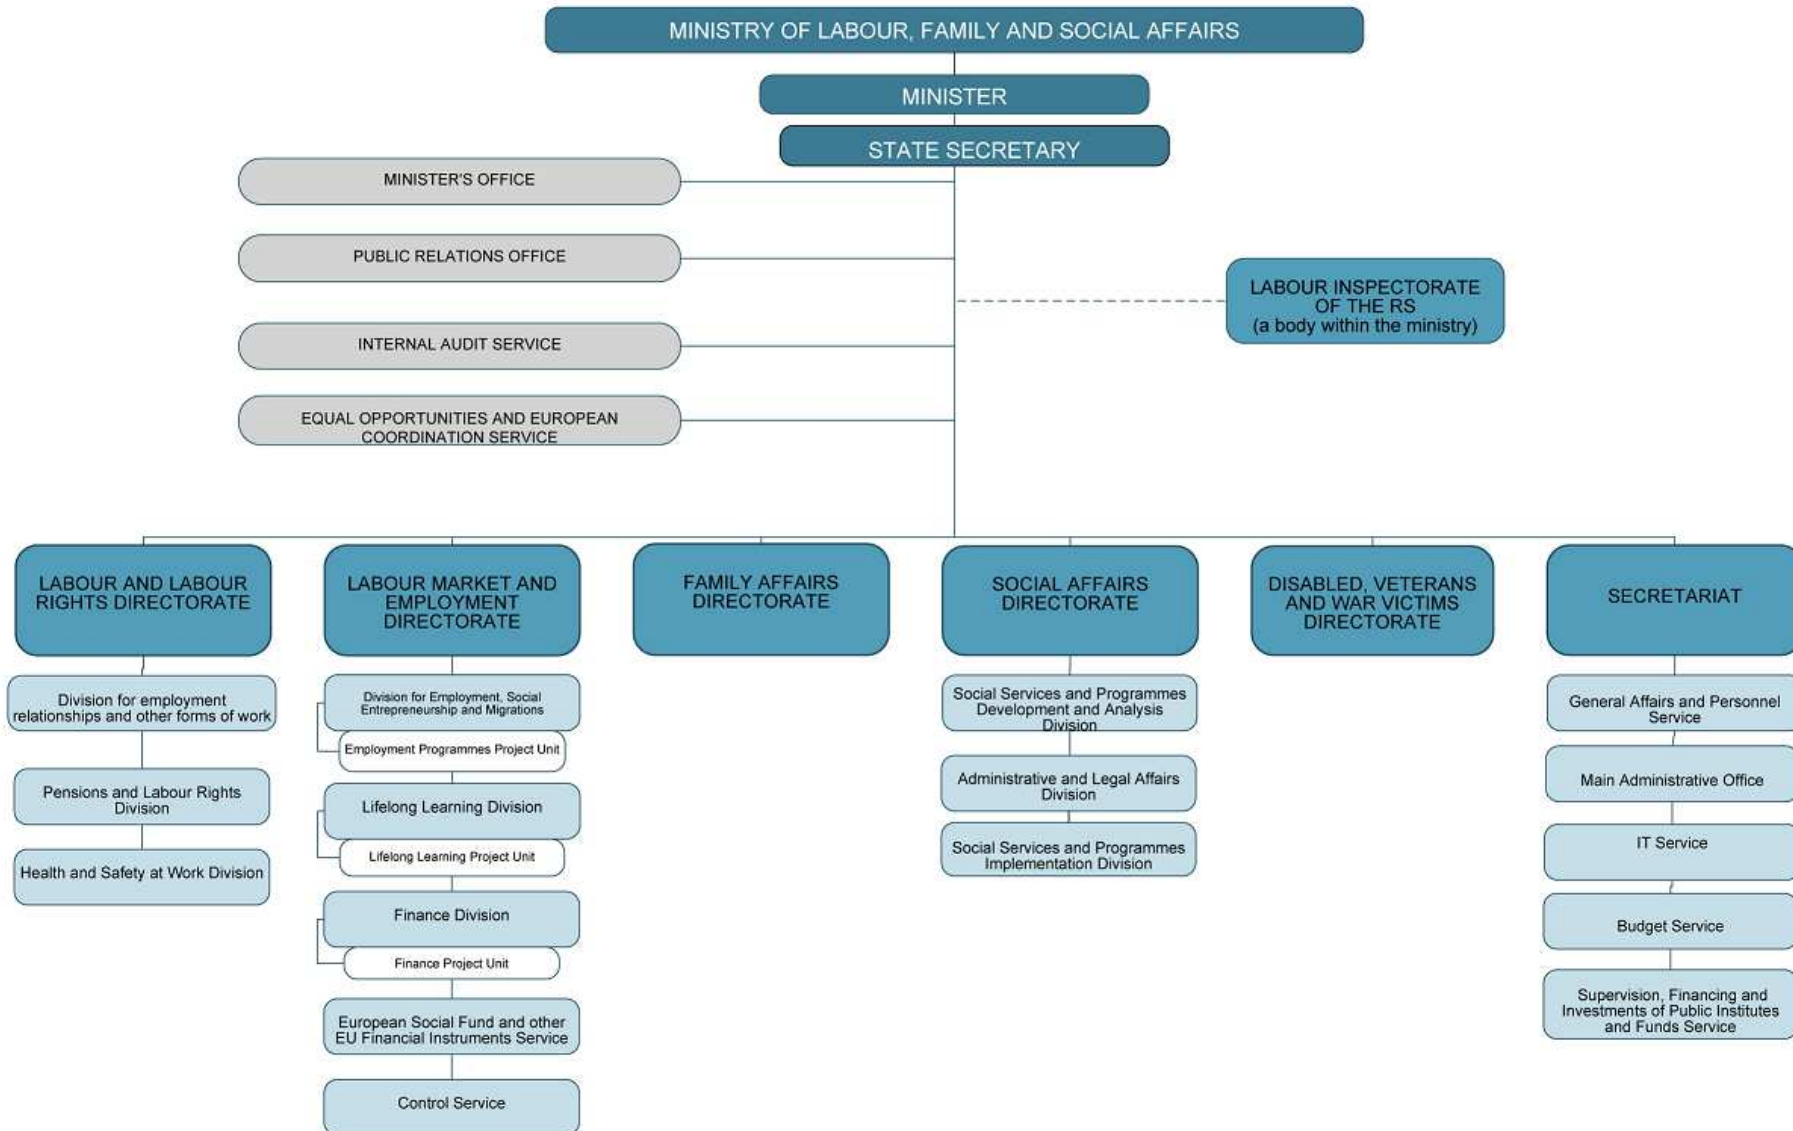 MINISTRY OF LABOUR, FAMILY AND SOCIAL AFFAIRS
MINISTER
STATE SECRETARY
MINISTER'S OFFICE
PUBLIC RELATIONS OFFICE
LABOUR INSPECTORATE
OF THE RS
(a body within the ministry)
INTERNAL AUDIT SERVICE
EQUAL OPPORTUNITIES AND EUROPEAN
COORDINATION SERVICE
LABOUR AND LABOUR
RIGHTS DIRECTORATE
Division for employment
relationships and other forms of work
Pensions and Labour Rights
Division
Health and Safety at Work Division
LABOUR MARKET AND
EMPLOYMENT
DIRECTORATE
Division for Employment, Social
Entrepreneurship and Migrations
Employment Programmes Project Unit
Lifelong Learning Division
Lifelong Learning Project Unit
Finance Division
Finance Project Unit
European Social Fund and other
EU Financial Instruments Service
Control Service
FAMILY AFFAIRS
DIRECTORATE
SOCIAL AFFAIRS
DIRECTORATE
Social Services and Programmes
Development and Analysis
Division
Administrative and Legal Affairs
Division
Social Services and Programmes
Implementation Division
DISABLED, VETERANS
AND WAR VICTIMS
DIRECTORATE
SECRETARIAT
General Affairs and Personnel
Service
Main Administrative Office
IT Service
Budget Service
Supervision, Financing and
Investments of Public Institutes
and Funds Service